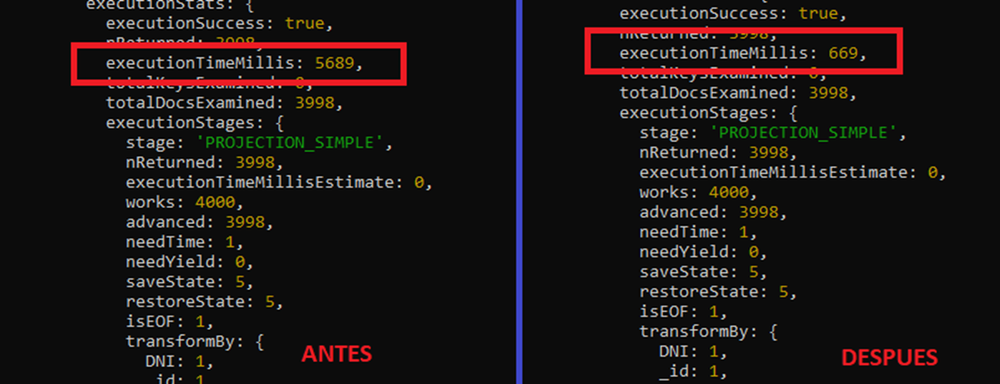 executionStats: {
executionSuccess: true,
nReturned: 3998,
executionTimeMillis: 5689,
totalKeysExamined: 0,
totalDocsExamined: 3998,
executionStages: {
stage: 'PROJECTION_SIMPLE',
nReturned: 3998,
executionTimeMillisEstimate: 0,
works: 4000,
advanced: 3998,
needTime: 1,
needYield: 0,
saveState: 5,
restoreState: 5,
isEOF: 1,
transformBy: {
DNI: 1,
_id: 1,
ANTES
executionSuccess: true,
nReturned: 3998,
executionTimeMillis: 669,
totalKeysExamined: 0,
totalDocsExamined: 3998,
executionStages: {
stage: 'PROJECTION_SIMPLE',
nReturned: 3998,
executionTimeMillisEstimate: 0,
works: 4000,
advanced: 3998,
needTime: 1,
needYield: 0,
saveState: 5,
restoreState: 5,
isEOF: 1,
transformBy: {
DNI: 1,
_id: 1,
DESPUES